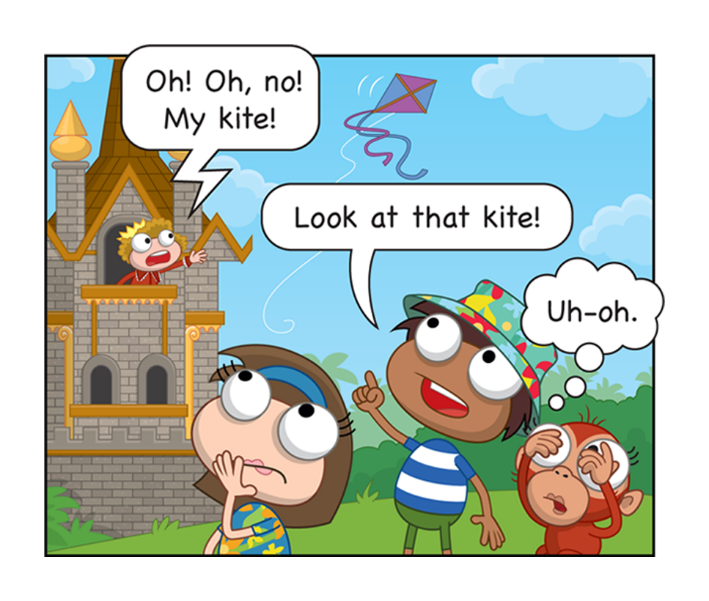 Oh! Oh, no!
My kite!
Look at that kite!
Uh-oh.